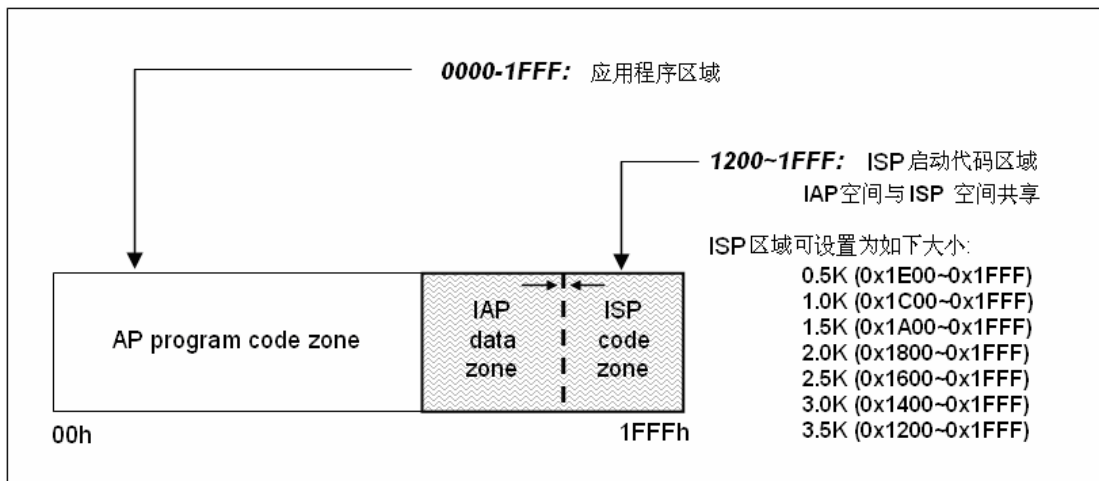 0000-1FFF: 应用程序区域
1200~1FFF: ISP启动代码区域
IAP空间与ISP 空间共享
ISP区域可设置为如下大小:
0.5K (0x1E00~0x1FFF)
1.0K (0x1C00~0x1FFF)
1.5K (0x1A00~0x1FFF)
2.0K (0x1800~0x1FFF)
2.5K (0x1600~0x1FFF)
3.0K (0x1400~0x1FFF)
3.5K (0x1200~0x1FFF)
AP program code zone
IAP
data
zone
ISP
code
zone
00h
1FFFh